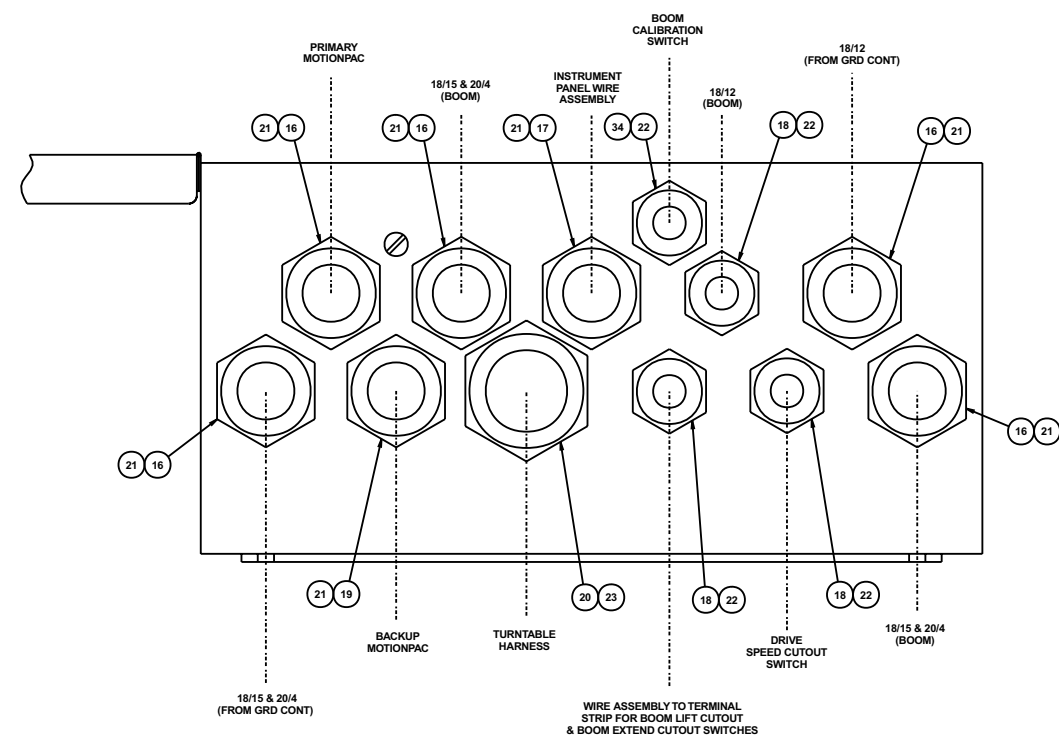 BOOM
CALIBRATION
SWITCH
PRIMARY
MOTIONPAC
18/12
(FROM GRD CONT)
18/15 & 20/4
(BOOM)
INSTRUMENT
PANEL WIRE
ASSEMBLY
18/12
(BOOM)
21 16
21 16
21 17
34 22
18 22
16 21
21 16
16 21
21 19
20 23
18 22
18 22
BACKUP
MOTIONPAC
TURNTABLE
HARNESS
DRIVE
SPEED CUTOUT
SWITCH
18/15 & 20/4
(BOOM)
18/15 & 20/4
(FROM GRD CONT)
WIRE ASSEMBLY TO TERMINAL
STRIP FOR BOOM LIFT CUTOUT
& BOOM EXTEND CUTOUT SWITCHES